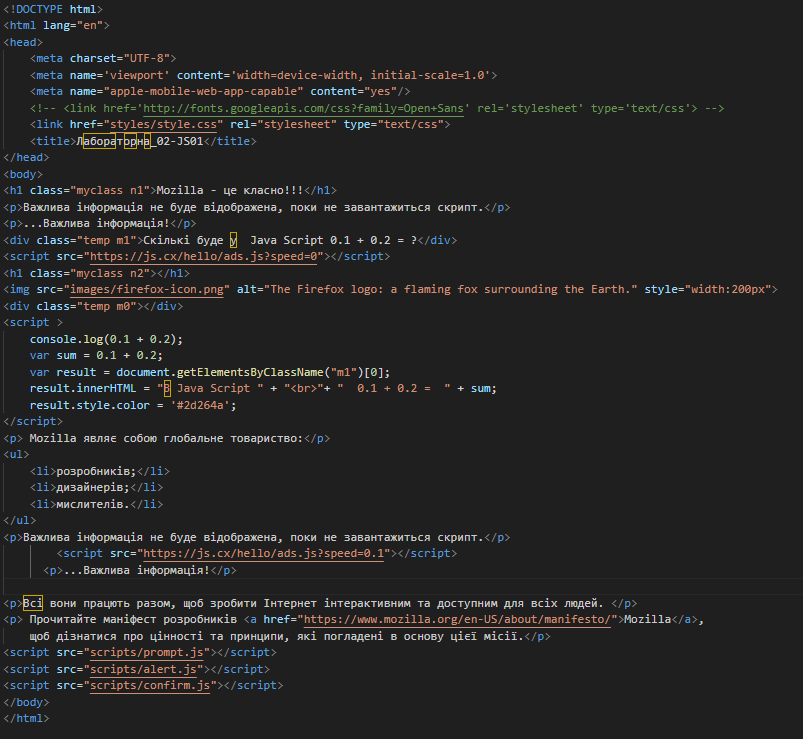 <!DOCTYPE html>
<html lang="en">
<head>
    <meta charset="UTF-8">
    <meta name='viewport' content='width=device-width, initial-scale=1.0'>
    <meta name="apple-mobile-web-app-capable" content="yes"/>
    <!-- <link href='http://fonts.googleapis.com/css?family=Open+Sans' rel='stylesheet' type='text/css'> -->
    <link href="styles/style.css" rel="stylesheet" type="text/css">
    <title>Лабораторна_02-JS01</title>
</head>
<body>
<h1 class="myclass n1">Mozilla - це класно!!!</h1>
<p>Важлива інформація не буде відображена, поки не завантажиться скрипт.</p>
<p>...Важлива інформація!</p>
<div class="temp m1">Скількі буде у  Java Script 0.1 + 0.2 = ?</div>
<script src="https://js.cx/hello/ads.js?speed=0"></script>
<h1 class="myclass n2"></h1>
<img src="images/firefox-icon.png" alt="The Firefox logo: a flaming fox surrounding the Earth." style="width:200px">
<div class="temp m0"></div>
<script >
    console.log(0.1 + 0.2);
    var sum = 0.1 + 0.2;
    var result = document.getElementsByClassName("m1")[0];
    result.innerHTML = "В Java Script " + "<br>"+ "  0.1 + 0.2 =  " + sum;
    result.style.color = '#2d264a';
</script>
<p> Mozilla являє собою глобальне товариство:</p>
<ul>
    <li>розробників;</li>
    <li>дизайнерів;</li>
    <li>мислителів.</li>
</ul>
<p>Важлива інформація не буде відображена, поки не завантажиться скрипт.</p>
        <script src="https://js.cx/hello/ads.js?speed=0.1"></script>
      <p>...Важлива інформація!</p>
<p>Всі вони працють разом, щоб зробити Інтернет інтерактивним та доступним для всіх людей. </p>
<p> Прочитайте маніфест розробників <a href="https://www.mozilla.org/en-US/about/manifesto/">Mozilla</a>,
    щоб дізнатися про цінності та принципи, які погладені в основу цієї місії.</p>
<script src="scripts/prompt.js"></script>
<script src="scripts/alert.js"></script>
<script src="scripts/confirm.js"></script>
</body>
</html>